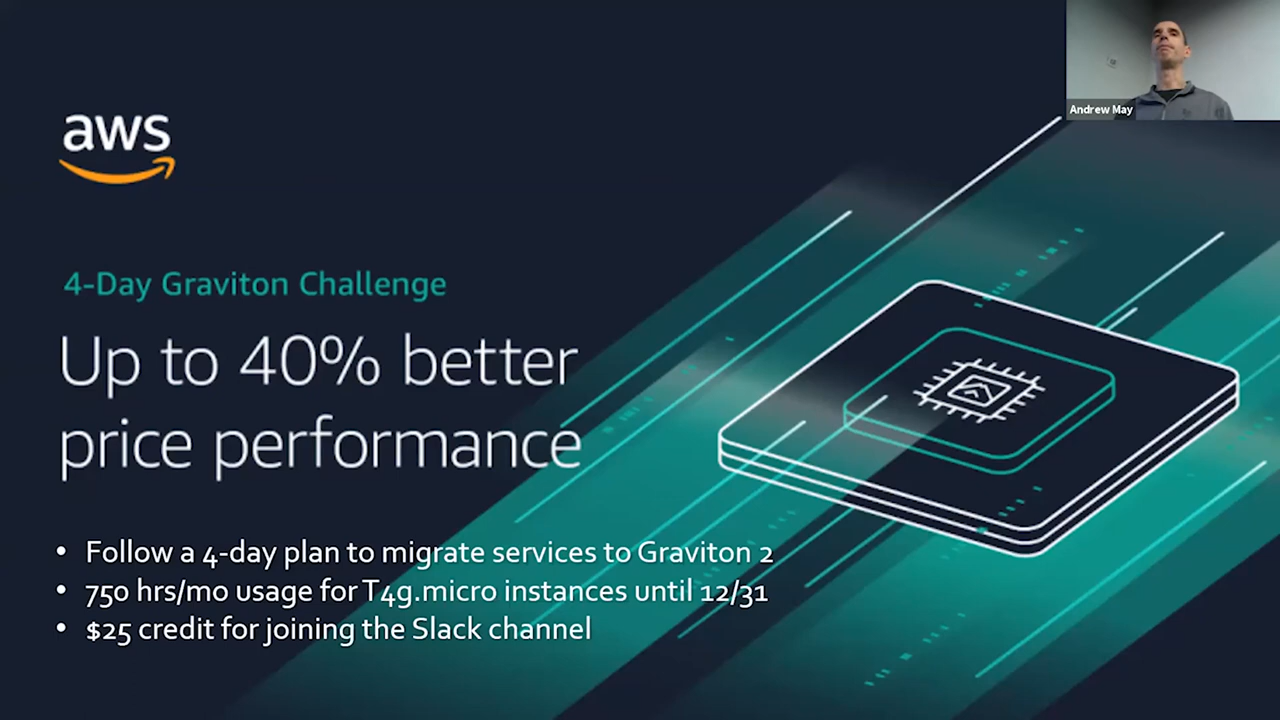 Andrew May
aws
4-Day Graviton Challenge
Up to 40% better
price performance
• Follow a 4-day plan to migrate services to Graviton 2
• 750 hrs/mo usage for T4g.micro instances until 12/31
• $25 credit for joining the Slack channel